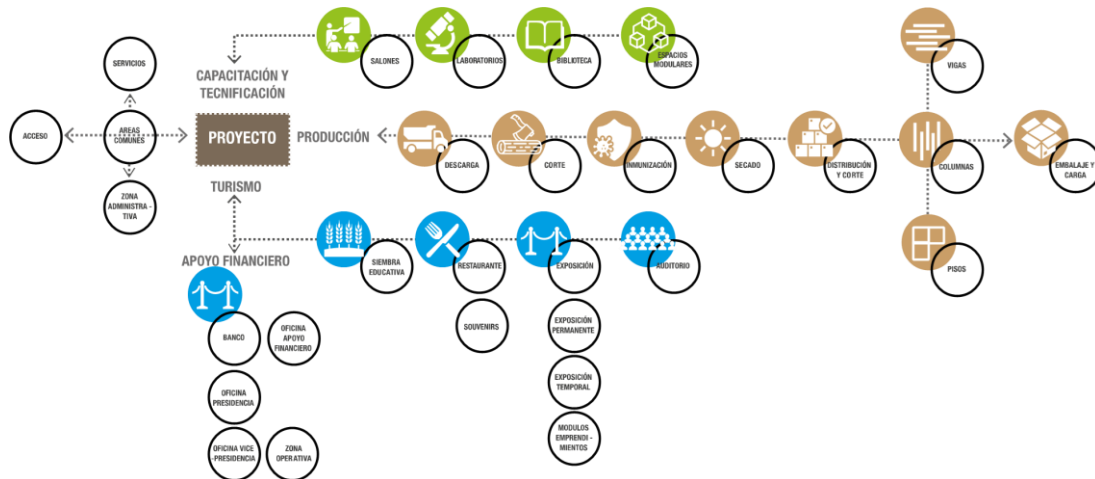 SALONES
LABORATORIOS
BIBLIOTECA
ESPACIOS
MODULARES
VIGAS
SERVICIOS
CAPACITACIÓN Y
TECNIFICACIÓN
ACCESO
AREAS
COMUNES
PROYECTO
PRODUCCIÓN
DESCARGA
CORTE
INMUNIZACIÓN
SECADO
DISTRIBUCIÓN
Y CORTE
COLUMNAS
EMBALAJE Y
CARGA
ZONA
ADMINISTRA -
TIVA
TURISMO
APOYO FINANCIERO
SIEMBRA
EDUCATIVA
RESTAURANTE
EXPOSICIÓN
AUDITORIO
PISOS
BANCO
OFICINA
APOYO
FINANCIERO
SOUVENIRS
EXPOSICIÓN
PERMANENTE
OFICINA
PRESIDENCIA
EXPOSICIÓN
TEMPORAL
OFICINA VICE
-PRESIDENCIA
ZONA
OPERATIVA
MODULOS
EMPRENDI -
MIENTOS